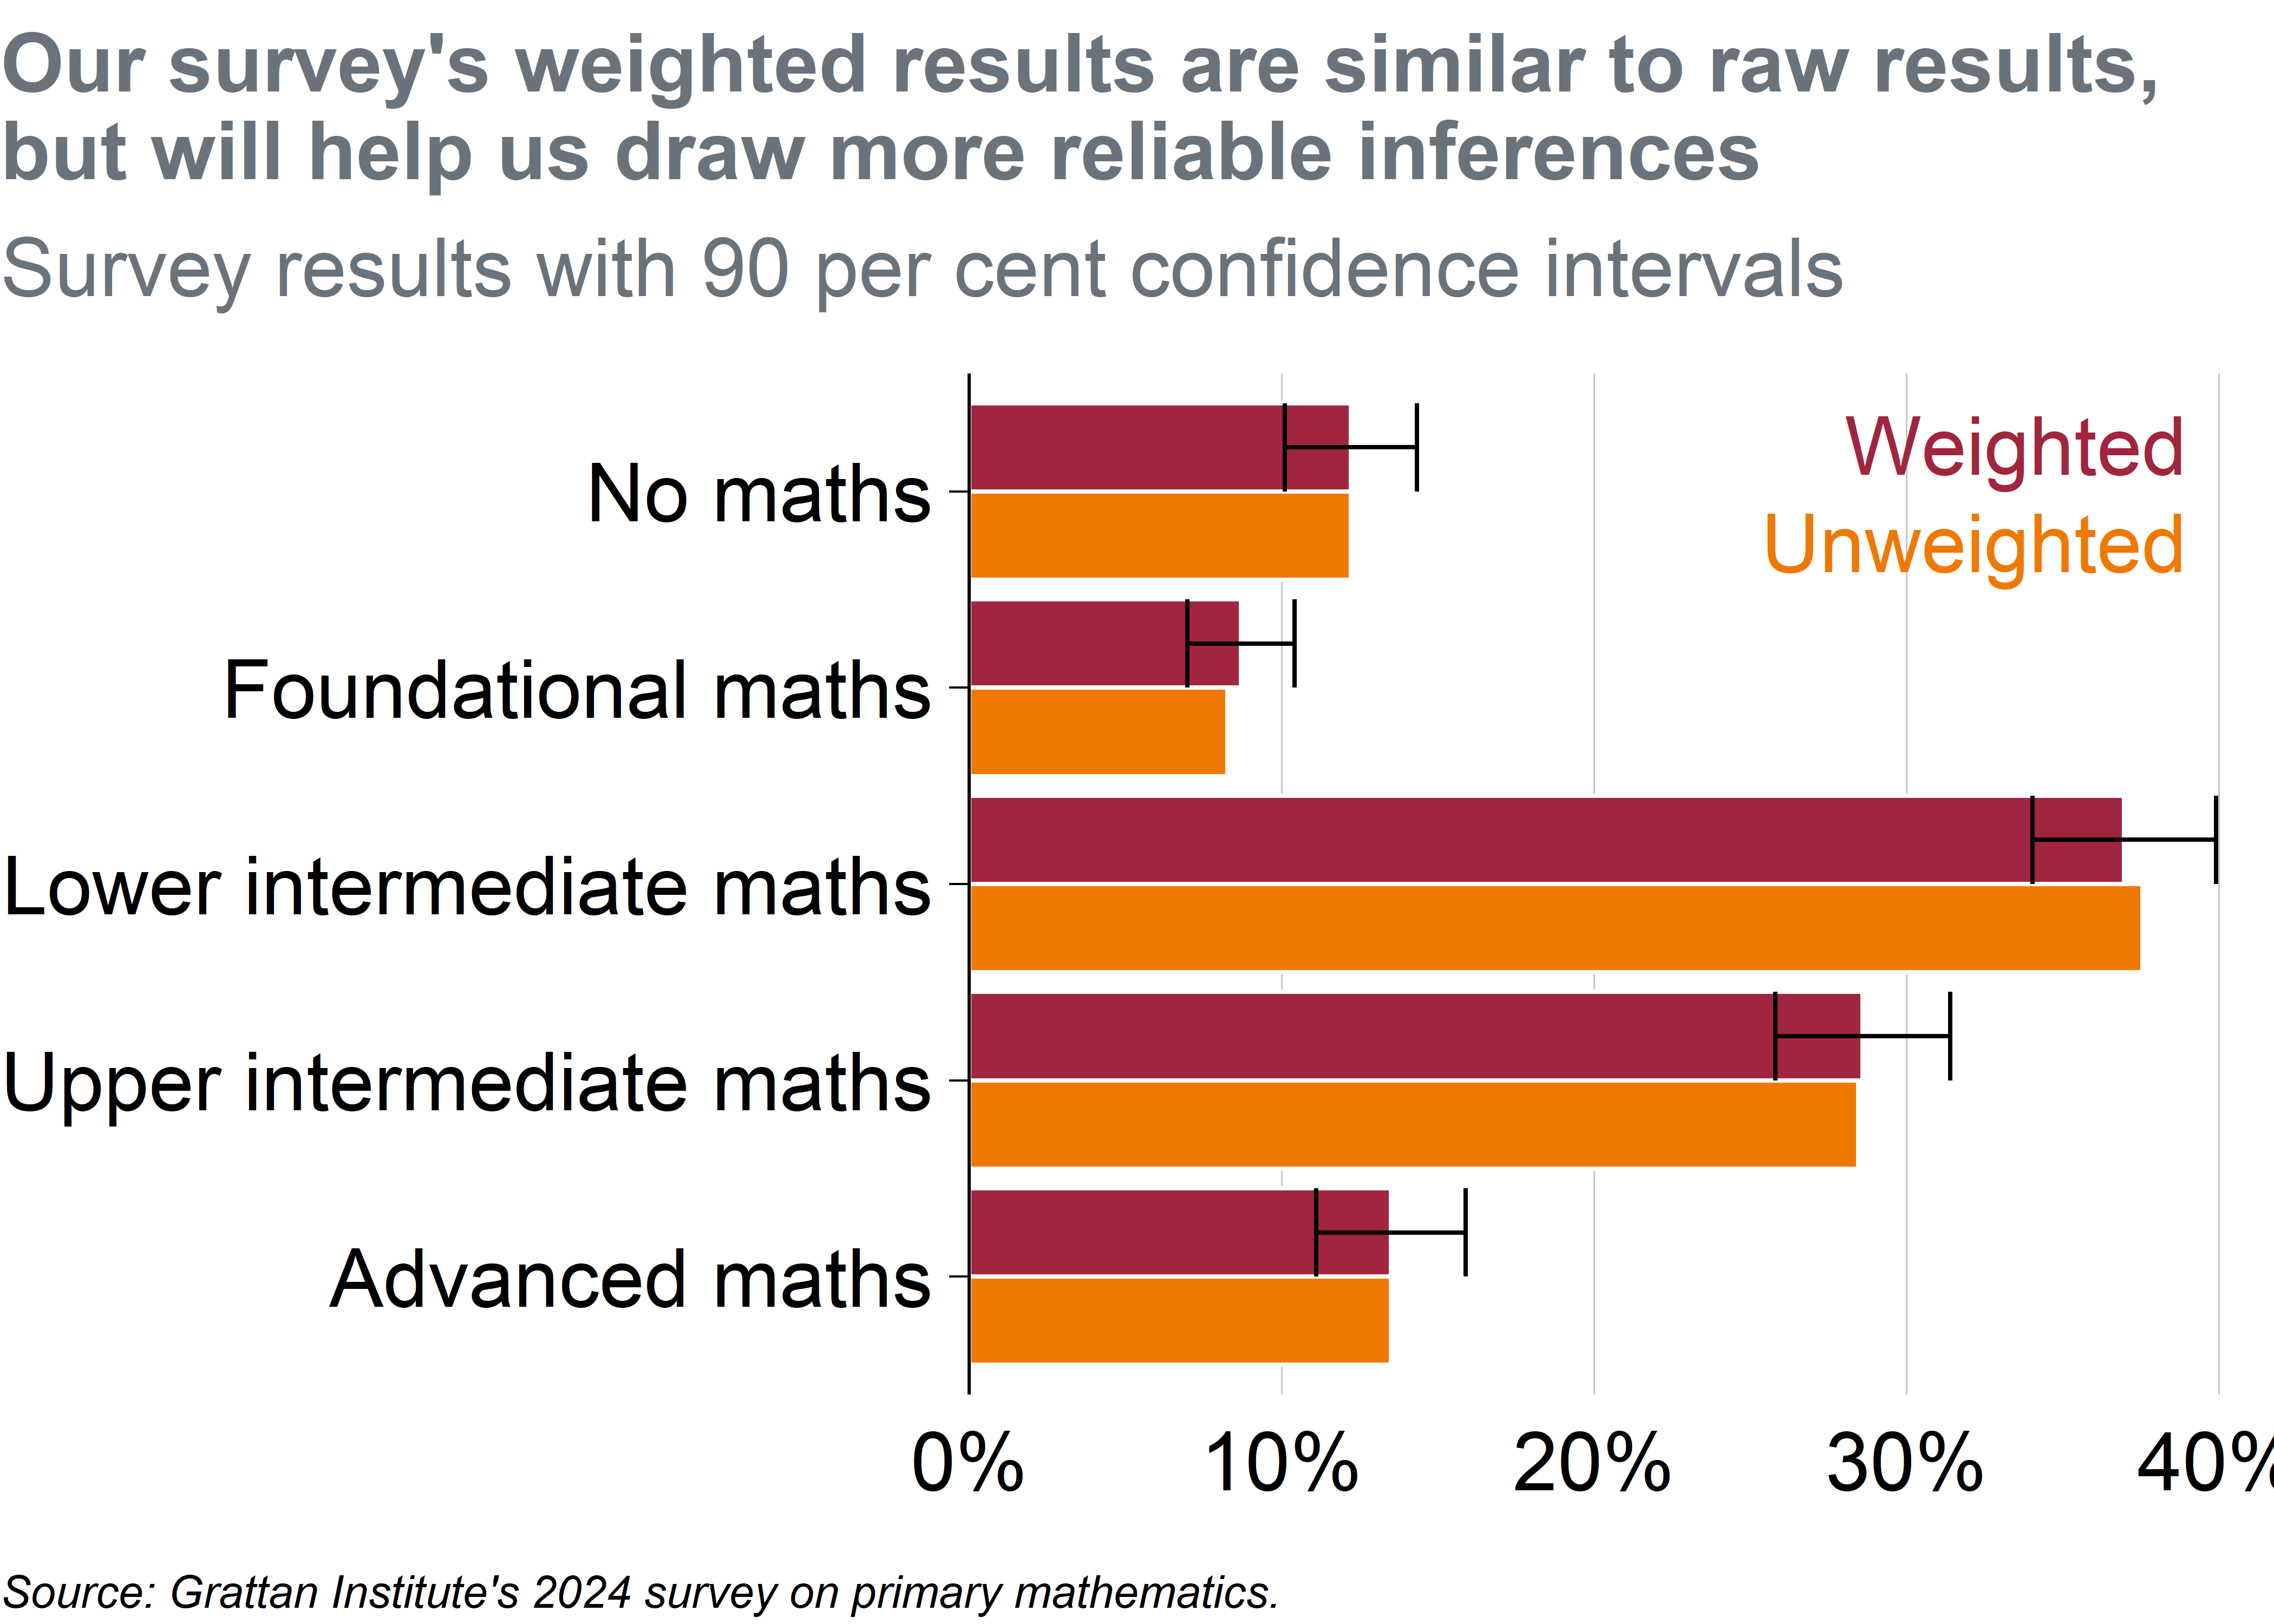 Our survey's weighted results are similar to raw results,
but will help us draw more reliable inferences
Survey results with 90 per cent confidence intervals
Weighted
Unweighted
No maths
Foundational maths
Lower intermediate maths
Upper intermediate maths
Advanced maths
0% 10% 20% 30% 40%
Source: Grattan Institute's 2024 survey on primary mathematics.